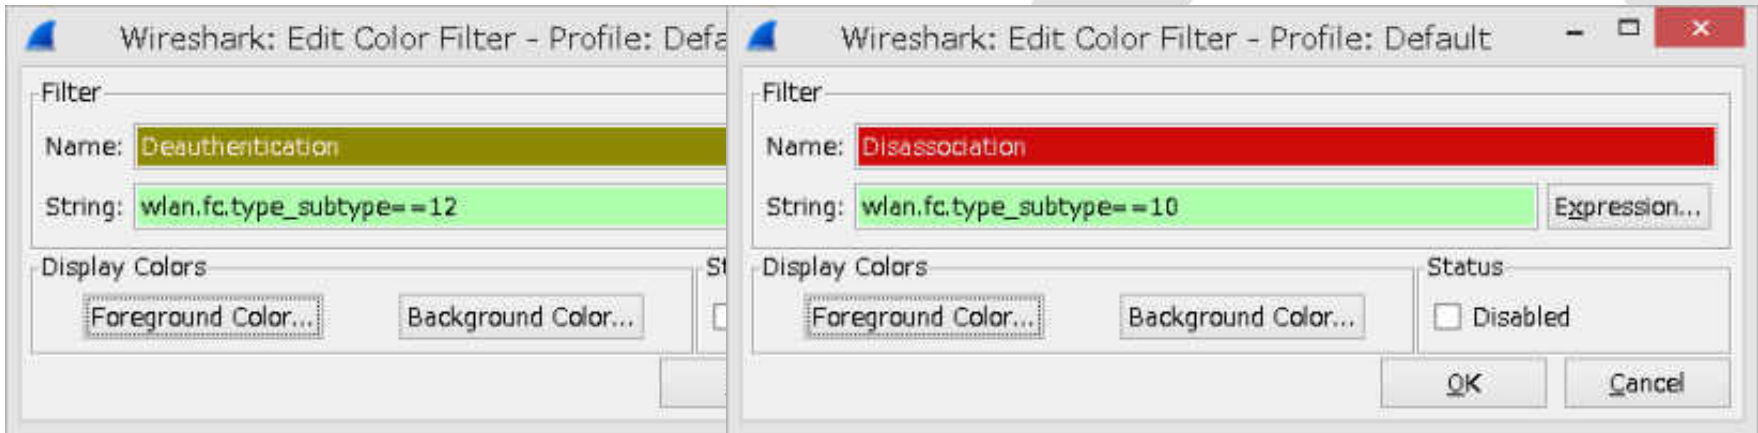 Wireshark: Edit Color Filter - Profile: Defa
Filter
Name: Deauthentication
String: wlan.fc.type_subtype==12
Display Colors
St
Foreground Color... Background Color...
Wireshark: Edit Color Filter - Profile: Default
Filter
Name: Disassociation
String: wlan.fc.type_subtype==10 Expression...
Display Colors
Status
Foreground Color... Background Color... Disabled
OK Cancel